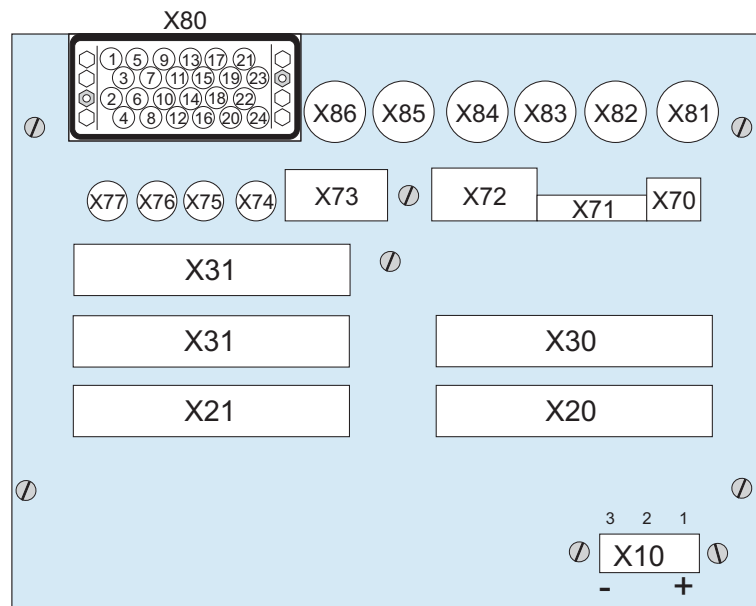 X80
1 5 9 13 17 21
3 7 11 15 19 23
2 6 10 14 18 22
4 8 12 16 20 24
X86 X85 X84 X83 X82 X81
X77 X76 X75 X74 X73 X72 X71 X70
X31
X31 X30
X21 X20
3 2 1
X10
- +